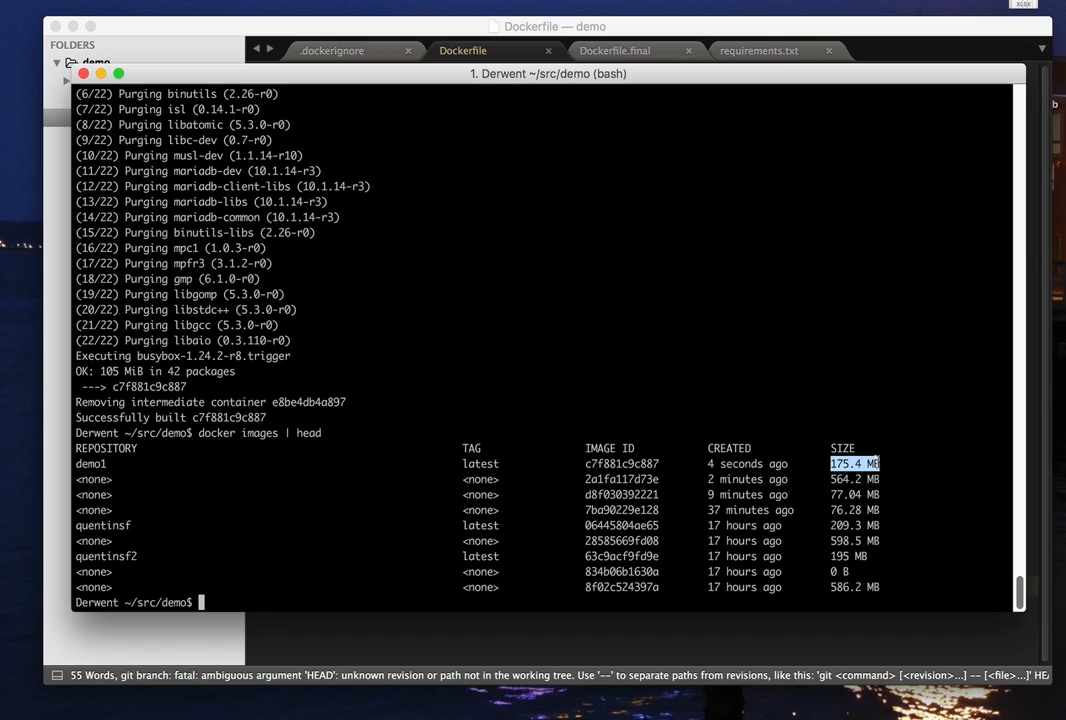 XLSX
Dockerfile — demo
FOLDERS
demo
.dockerignore
Dockerfile
Dockerfile.final
requirements.txt
1. Derwent ~/src/demo (bash)
b
(6/22) Purging binutils (2.26-r0)
(7/22) Purging isl (0.14.1-r0)
(8/22) Purging libatomic (5.3.0-r0)
(9/22) Purging libc-dev (0.7-r0)
(10/22) Purging musl-dev (1.1.14-r10)
(11/22) Purging mariadb-dev (10.1.14-r3)
(12/22) Purging mariadb-client-libs (10.1.14-r3)
(13/22) Purging mariadb-libs (10.1.14-r3)
(14/22) Purging mariadb-common (10.1.14-r3)
(15/22) Purging binutils-libs (2.26-r0)
(16/22) Purging mpc1 (1.0.3-r0)
(17/22) Purging mpfr3 (3.1.2-r0)
(18/22) Purging gmp (6.1.0-r0)
(19/22) Purging libgomp (5.3.0-r0)
(20/22) Purging libstdc++ (5.3.0-r0)
(21/22) Purging libgcc (5.3.0-r0)
(22/22) Purging libaio (0.3.110-r0)
Executing busybox-1.24.2-r8.trigger
OK: 105 MiB in 42 packages
---> c7f881c9c887
Removing intermediate container e8be4db4a897
Successfully built c7f881c9c887
Derwent ~/src/demo$ docker images | head
REPOSITORY TAG IMAGE ID CREATED SIZE
demo1 latest c7f881c9c887 4 seconds ago 175.4 MB
<none> <none> 2a1fa117d73e 2 minutes ago 564.2 MB
<none> <none> d8f030392221 9 minutes ago 77.04 MB
<none> <none> 7ba90229e128 37 minutes ago 76.28 MB
quentinsf latest 06445804ae65 17 hours ago 209.3 MB
<none> <none> 28585669fd08 17 hours ago 598.5 MB
quentinsf2 latest 63c9acf9fd9e 17 hours ago 195 MB
<none> <none> 834b06b1630a 17 hours ago 0 B
<none> <none> 8f02c524397a 17 hours ago 586.2 MB
Derwent ~/src/demo$
55 Words, git branch: fatal: ambiguous argument 'HEAD': unknown revision or path not in the working tree. Use '--' to separate paths from revisions, like this: 'git <command> [<revision>...] -- [<file>...]' HEA